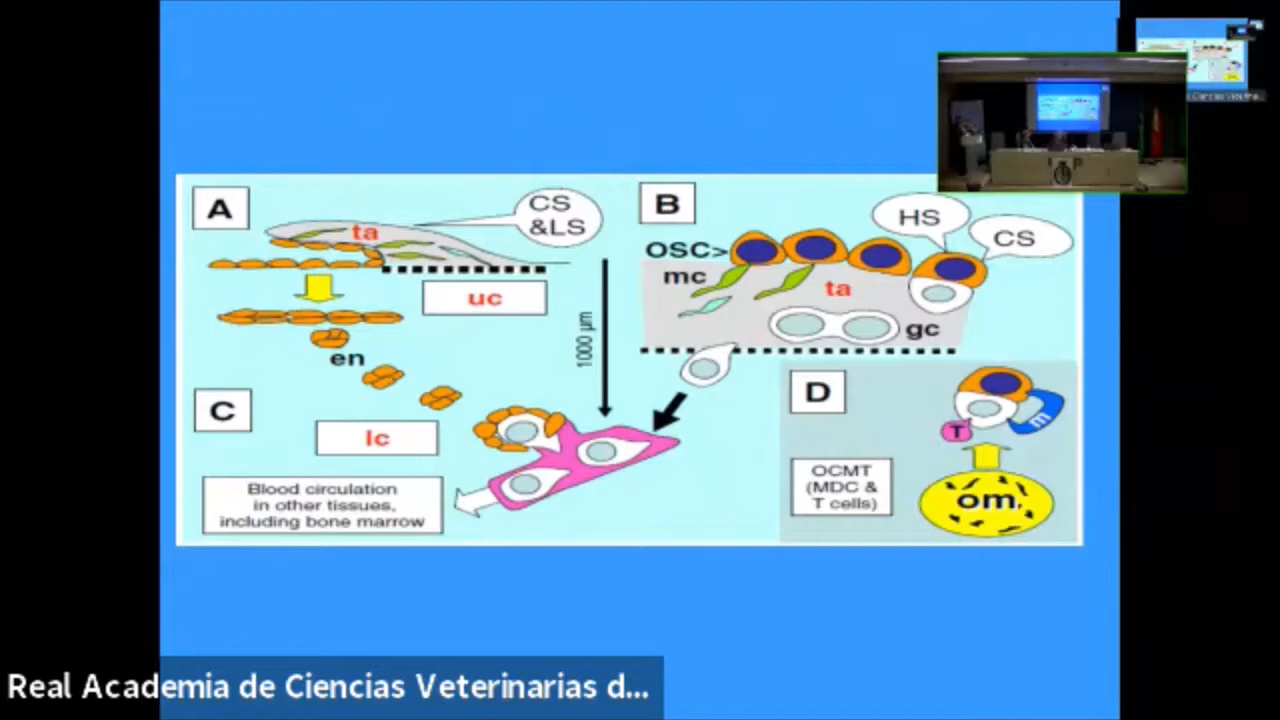 A
CS
&LS
ta
uc
en
1000 µm
B
HS
CS
OSC>
mc
ta
gc
C
lc
Blood circulation
in other tissues,
including bone marrow
D
m
T
OCMT
(MDC &
T cells)
om
Real Academia de Ciencias Veterinarias d...